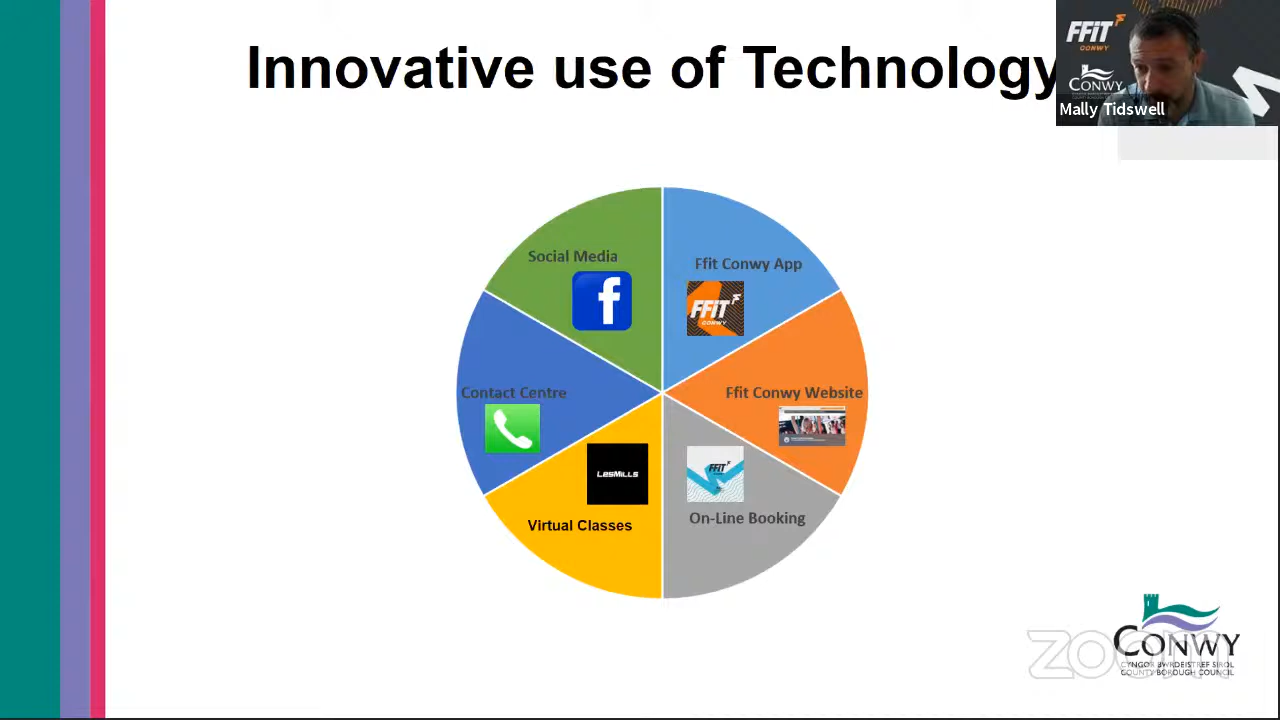 Innovative use of Technology
FFiT
CONWY
CONWY
Mally Tidswell
Social Media
Ffit Conwy App
f
FFiT
CONWY
Contact Centre
Ffit Conwy Website
LesMILLS
FFiT
Virtual Classes
On-Line Booking
zoom
CONWY
CYNGOR BWRDEISTREF SIROL
COUNTY BOROUGH COUNCIL